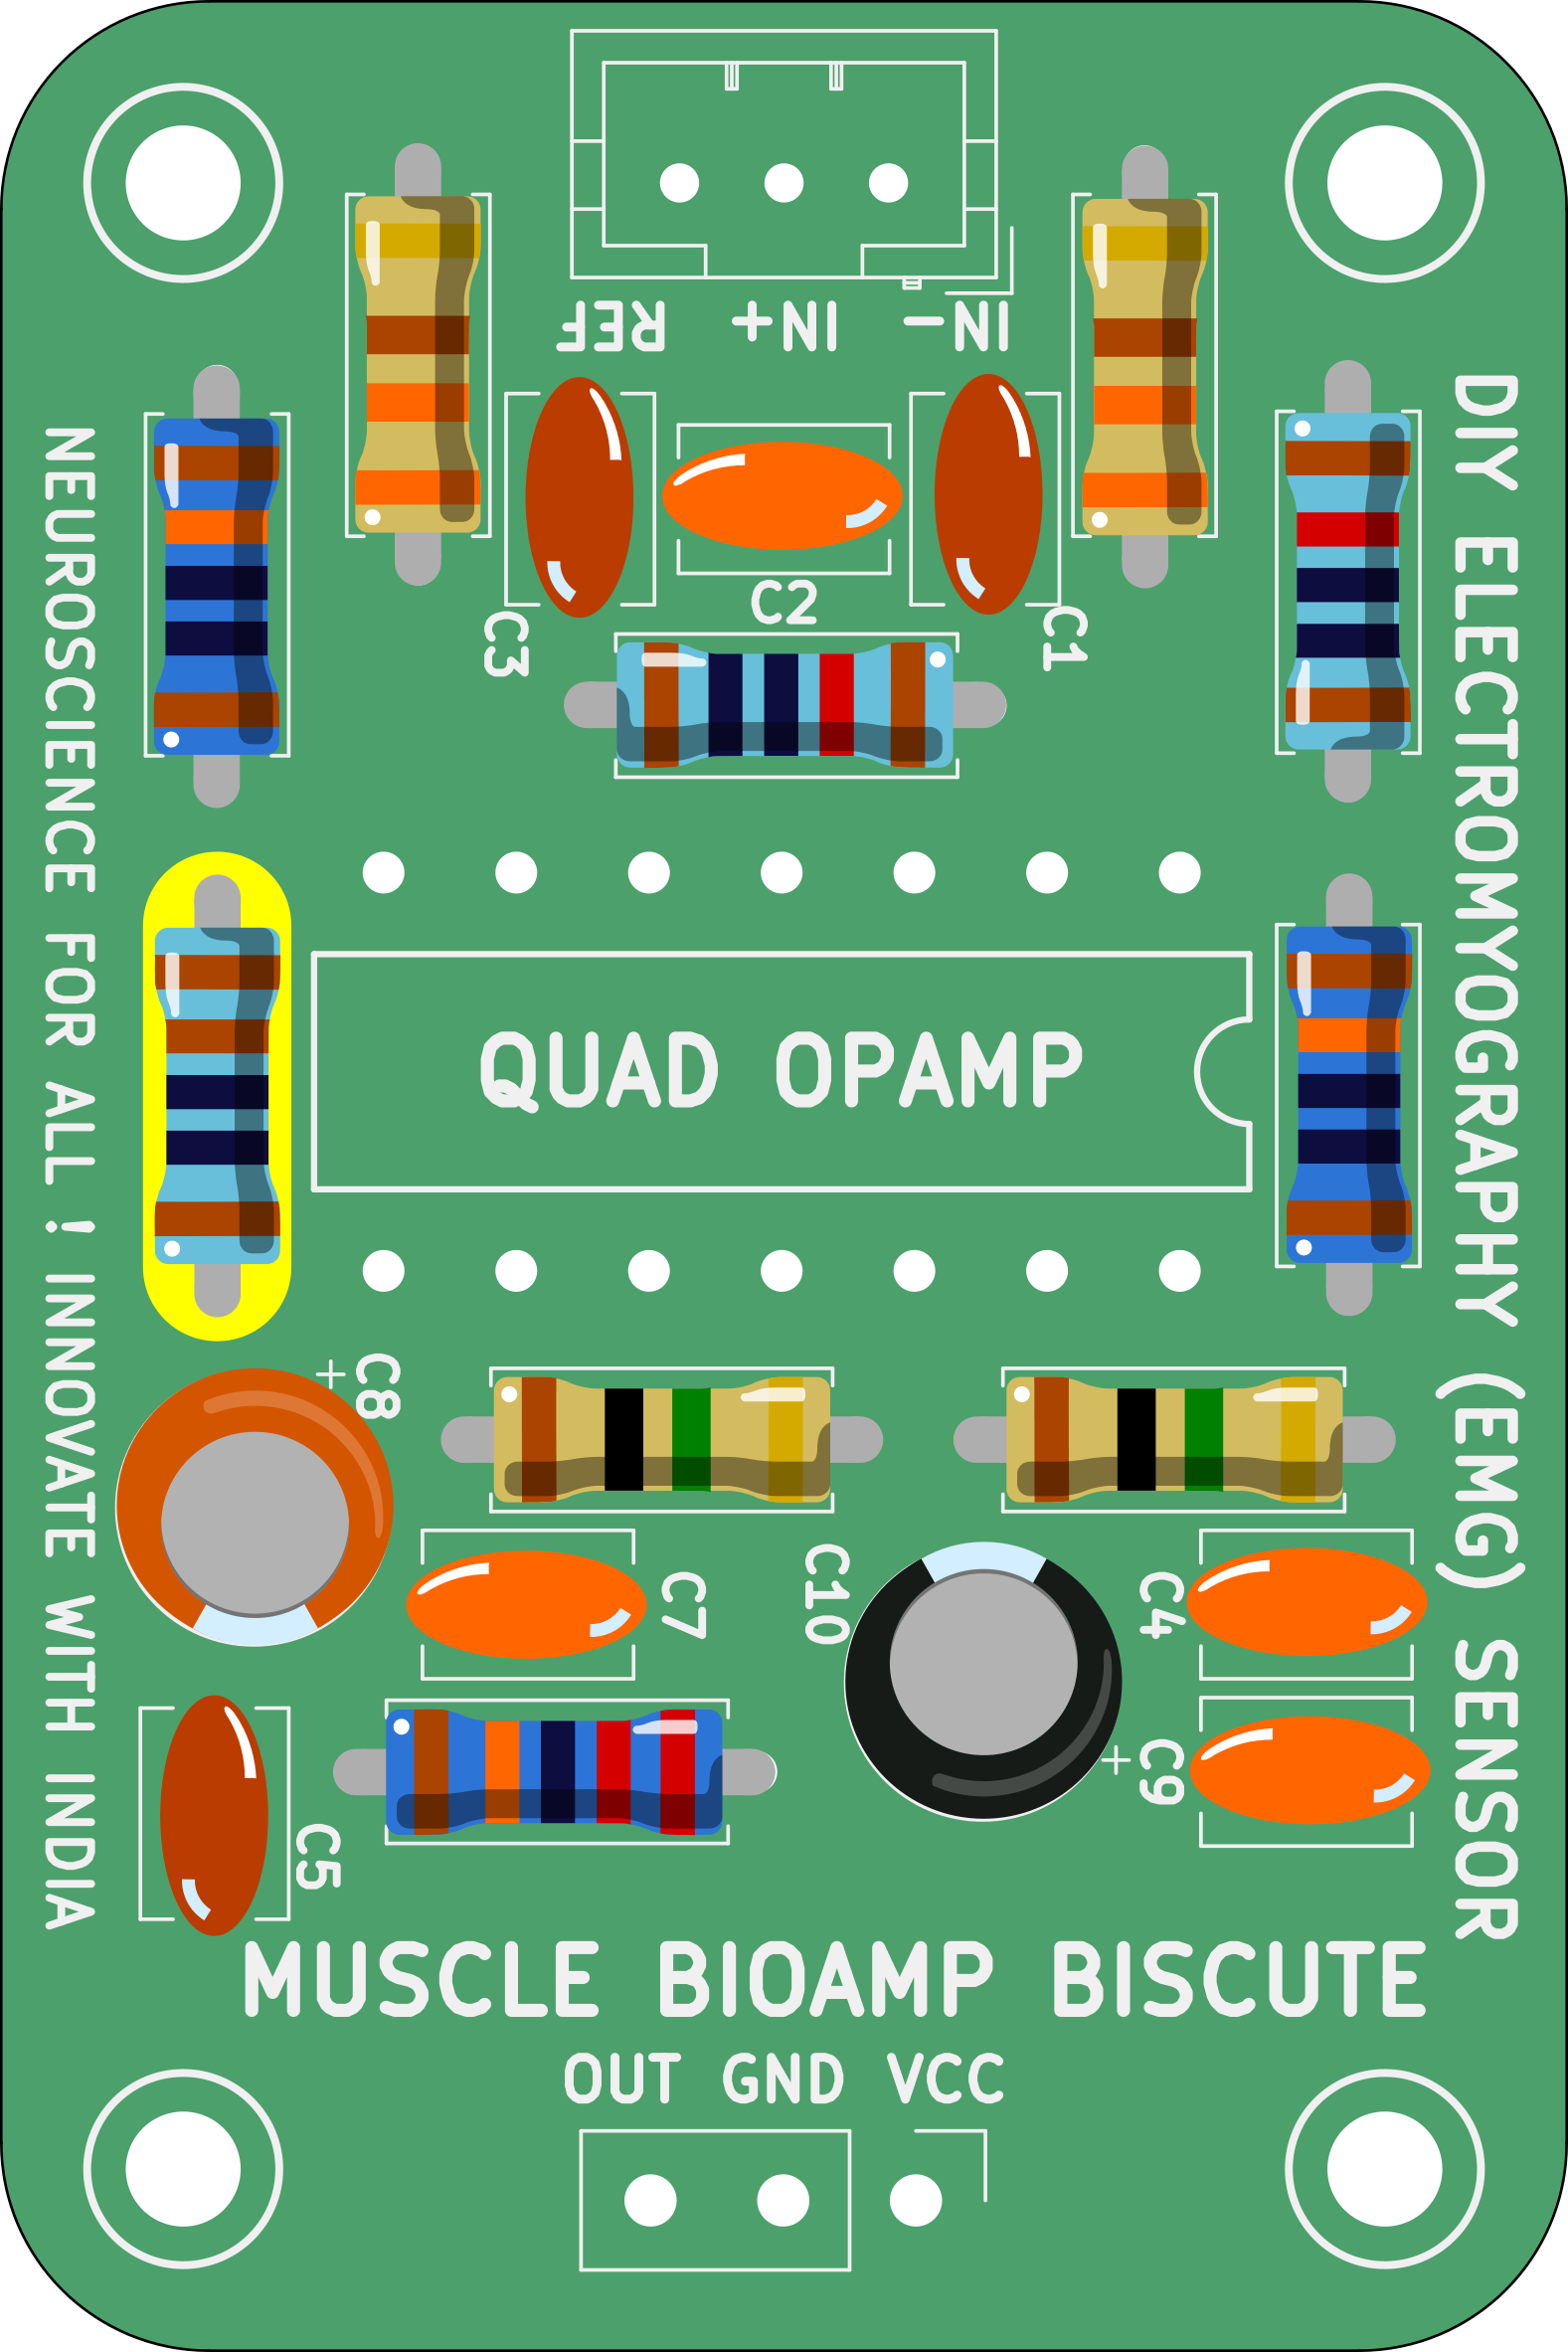 REF IN+ IN-
C3
C2
C1
DIY ELECTROMYOGRAPHY (EMG) SENSOR
NEUROSCIENCE FOR ALL ! INNOVATE WITH INDIA
QUAD OPAMP
C8
C7
C10
C4
C9
C5
MUSCLE BIOAMP BISCUTE
OUT GND VCC